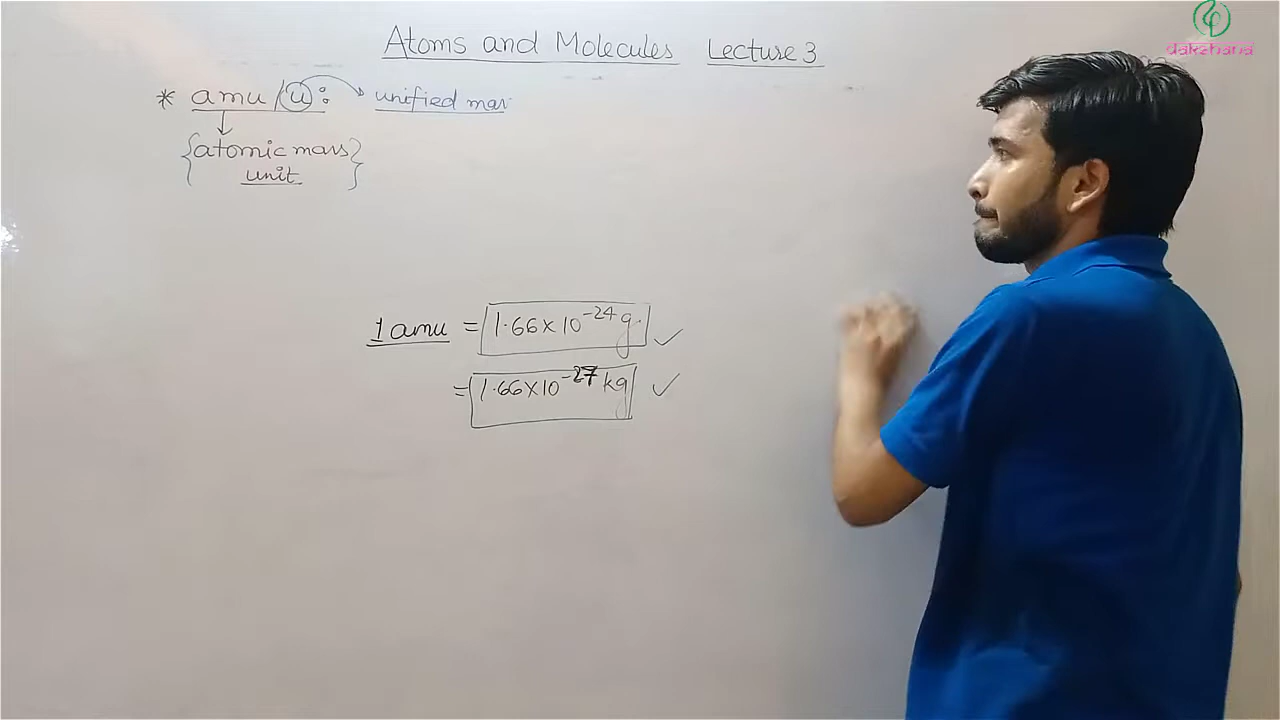 Atoms and Molecules Lecture 3
dakshana
* amu/u: unified mas
{atomic mass
unit}
1 amu = 1.66×10⁻²⁴ g.
= 1.66×10⁻²⁷ kg